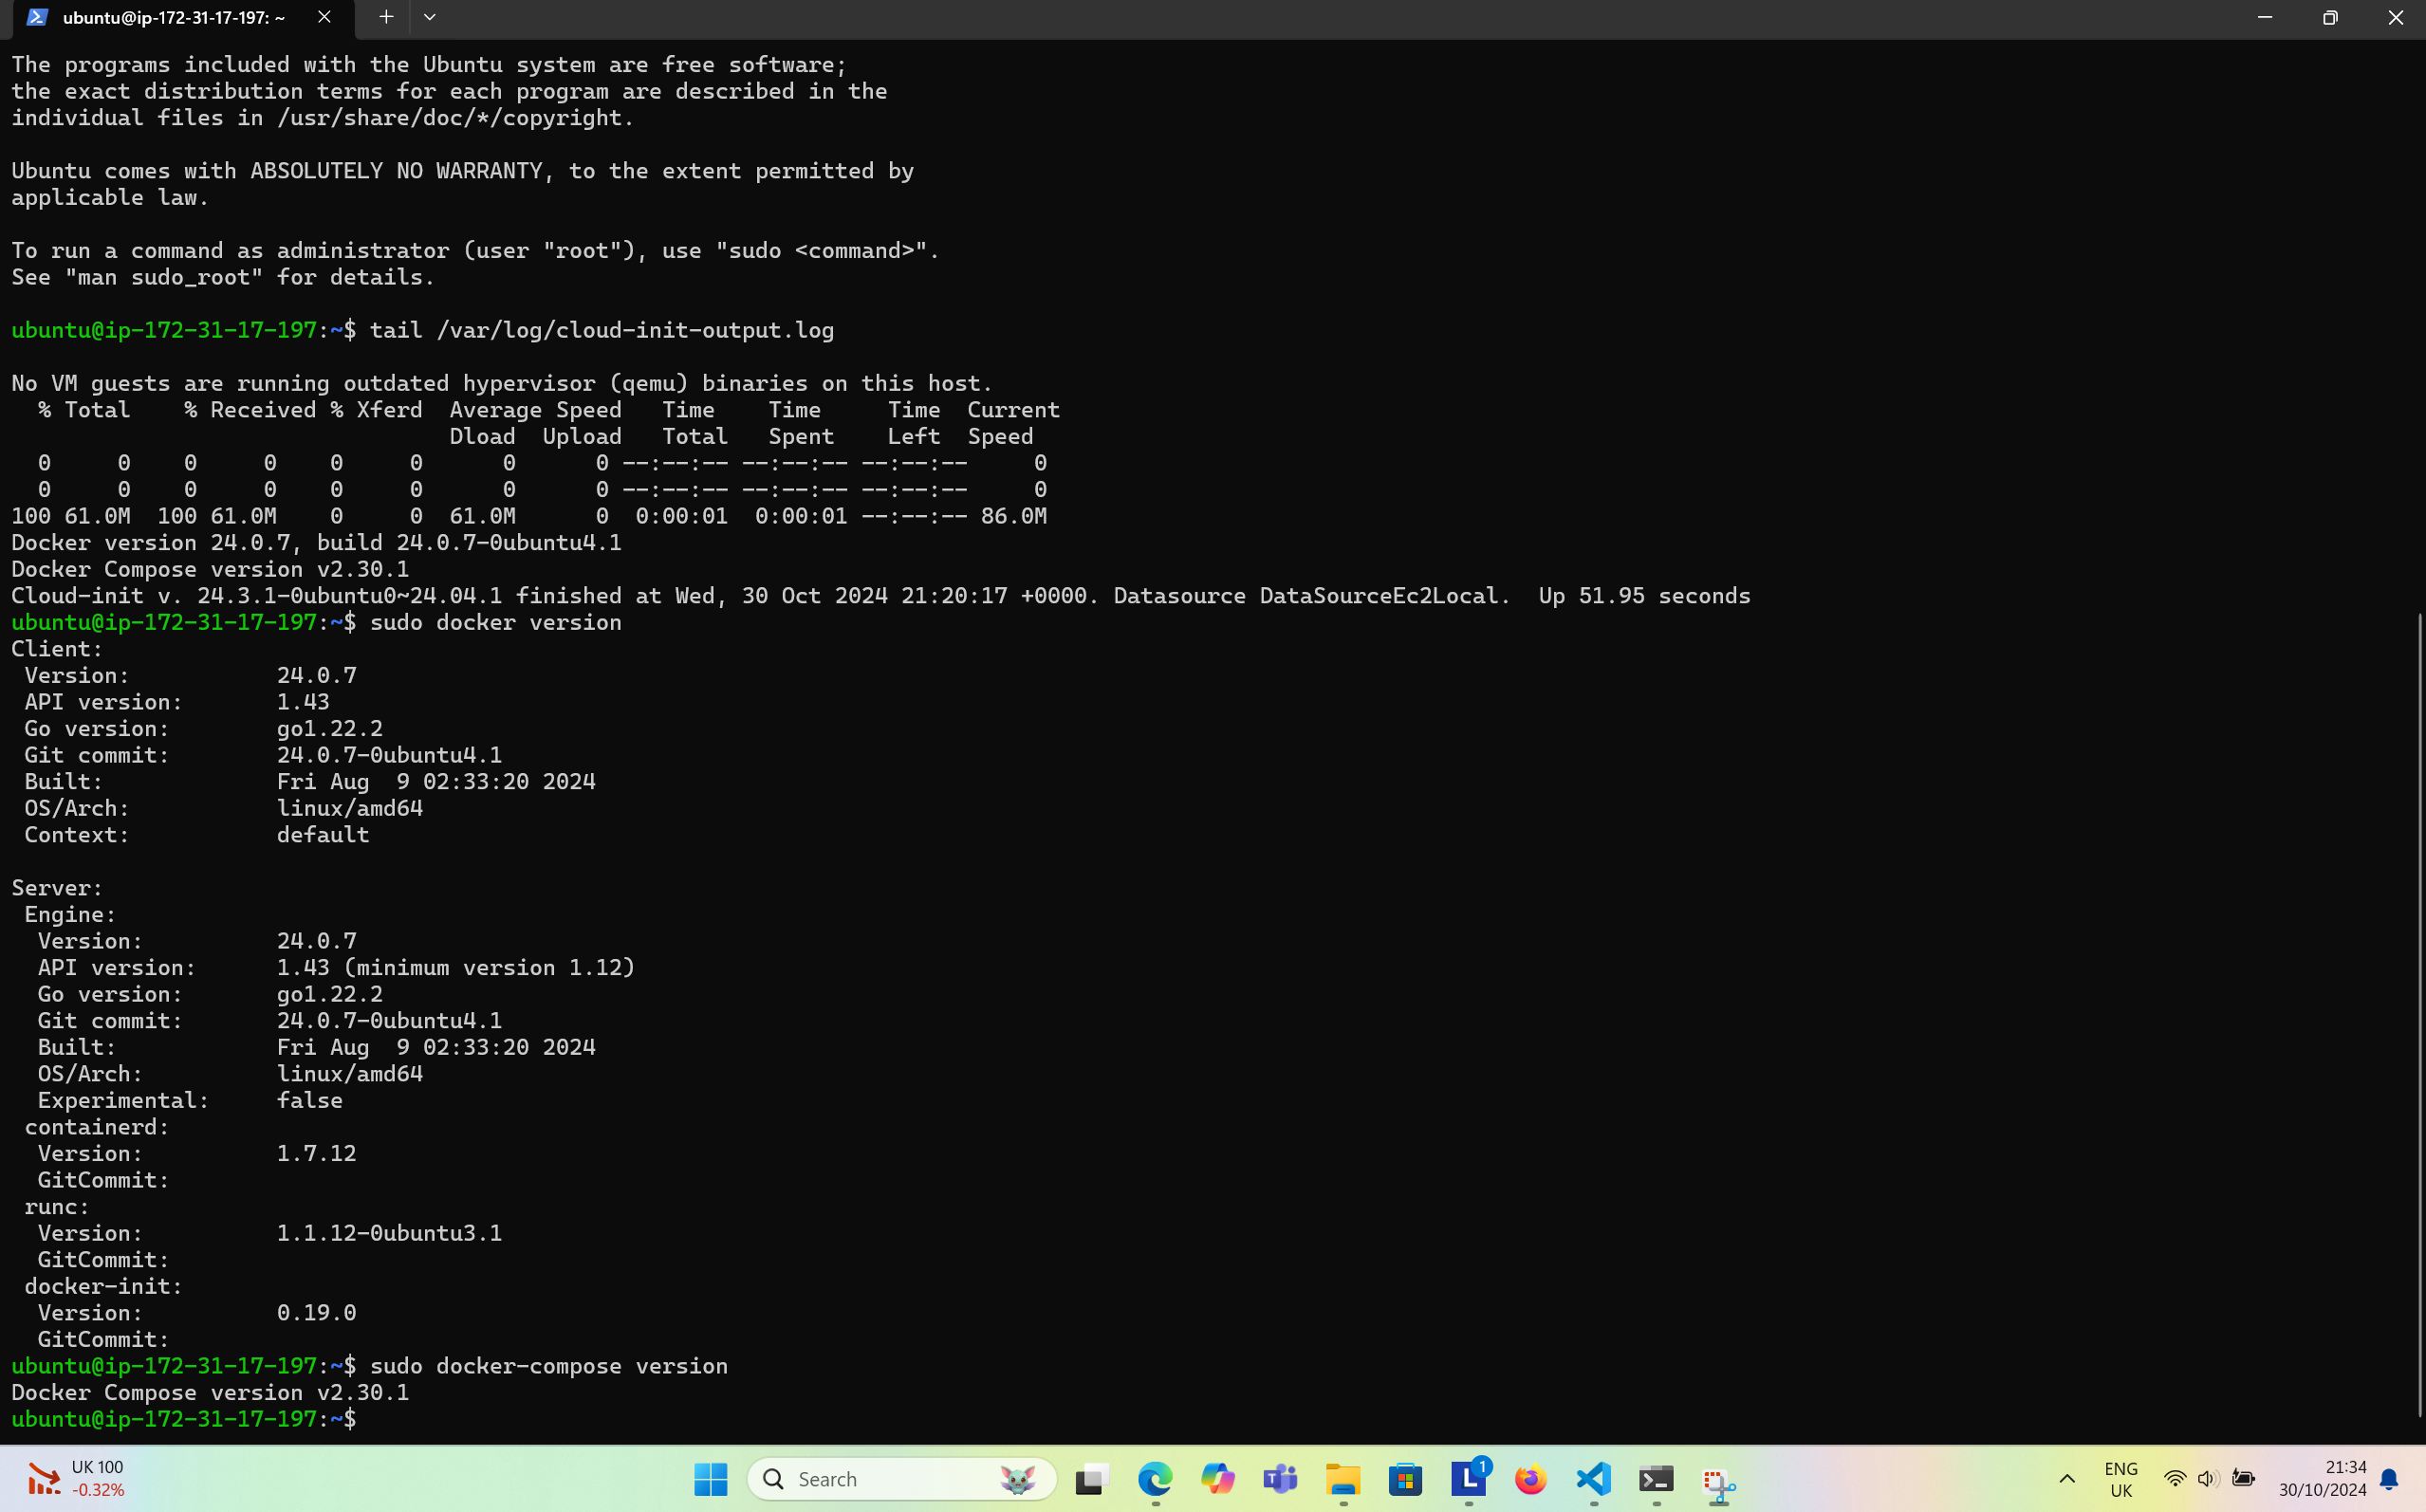 ubuntu@ip-172-31-17-197: ~
The programs included with the Ubuntu system are free software;
the exact distribution terms for each program are described in the
individual files in /usr/share/doc/*/copyright.
Ubuntu comes with ABSOLUTELY NO WARRANTY, to the extent permitted by
applicable law.
To run a command as administrator (user "root"), use "sudo <command>".
See "man sudo_root" for details.
ubuntu@ip-172-31-17-197:~$ tail /var/log/cloud-init-output.log
No VM guests are running outdated hypervisor (qemu) binaries on this host.
  % Total    % Received % Xferd  Average Speed   Time    Time     Time  Current
                                 Dload  Upload   Total   Spent    Left  Speed
  0     0    0     0    0     0      0      0 --:--:-- --:--:-- --:--:--     0
  0     0    0     0    0     0      0      0 --:--:-- --:--:-- --:--:--     0
100 61.0M  100 61.0M    0     0  61.0M      0  0:00:01  0:00:01 --:--:-- 86.0M
Docker version 24.0.7, build 24.0.7-0ubuntu4.1
Docker Compose version v2.30.1
Cloud-init v. 24.3.1-0ubuntu0~24.04.1 finished at Wed, 30 Oct 2024 21:20:17 +0000. Datasource DataSourceEc2Local.  Up 51.95 seconds
ubuntu@ip-172-31-17-197:~$ sudo docker version
Client:
 Version:           24.0.7
 API version:       1.43
 Go version:        go1.22.2
 Git commit:        24.0.7-0ubuntu4.1
 Built:             Fri Aug  9 02:33:20 2024
 OS/Arch:           linux/amd64
 Context:           default
Server:
 Engine:
  Version:          24.0.7
  API version:      1.43 (minimum version 1.12)
  Go version:       go1.22.2
  Git commit:       24.0.7-0ubuntu4.1
  Built:            Fri Aug  9 02:33:20 2024
  OS/Arch:          linux/amd64
  Experimental:     false
 containerd:
  Version:          1.7.12
  GitCommit:
 runc:
  Version:          1.1.12-0ubuntu3.1
  GitCommit:
 docker-init:
  Version:          0.19.0
  GitCommit:
ubuntu@ip-172-31-17-197:~$ sudo docker-compose version
Docker Compose version v2.30.1
ubuntu@ip-172-31-17-197:~$
UK 100
-0.32%
Search
L
1
ENG
UK
21:34
30/10/2024